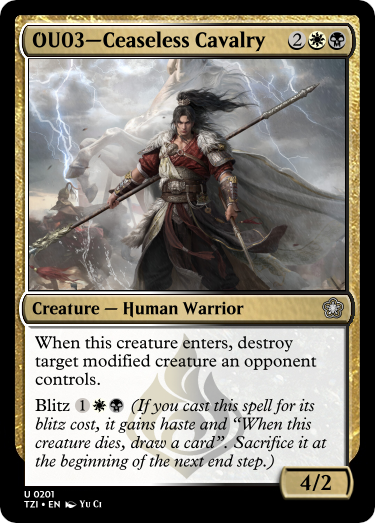 OU03—Ceaseless Cavalry 2
Creature — Human Warrior
When this creature enters, destroy
target modified creature an opponent
controls.
Blitz 1 (If you cast this spell for its
blitz cost, it gains haste and “When this
creature dies, draw a card”. Sacrifice it at
the beginning of the next end step.)
4/2
U 0201
TZI • EN Yu Ci